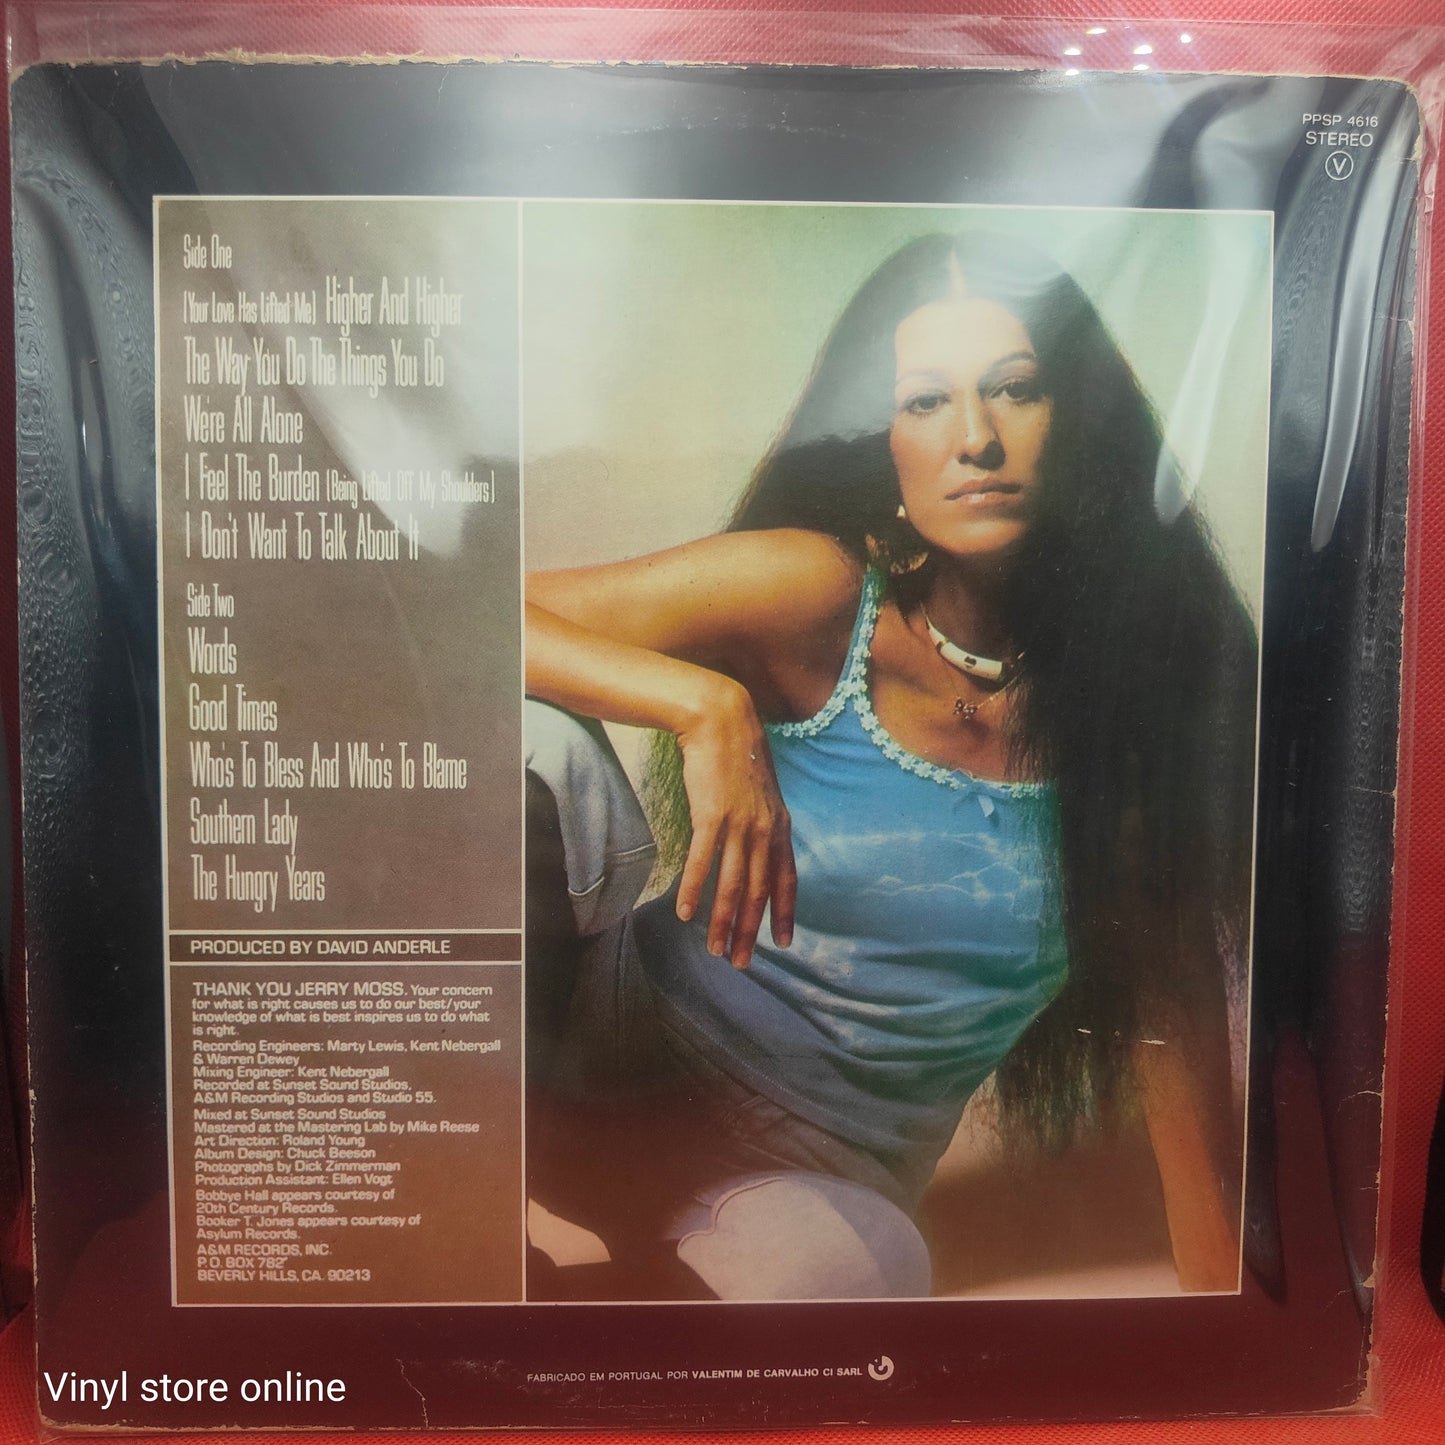 PPSP 4616
STEREO
V
Side One
(Your Love Has Lifted Me) Higher And Higher
The Way You Do The Things You Do
We're All Alone
I Feel The Burden (Being Lifted Off My Shoulders)
I Don't Want To Talk About It
Side Two
Words
Good Times
Who's To Bless And Who's To Blame
Southern Lady
The Hungry Years
PRODUCED BY DAVID ANDERLE
THANK YOU JERRY MOSS. Your concern
for what is right causes us to do our best/your
knowledge of what is best inspires us to do what
is right.
Recording Engineers: Marty Lewis, Kent Nebergall
& Warren Dewey
Mixing Engineer: Kent Nebergall
Recorded at Sunset Sound Studios,
A&M Recording Studios and Studio 55.
Mixed at Sunset Sound Studios
Mastered at the Mastering Lab by Mike Reese
Art Direction: Roland Young
Album Design: Chuck Beeson
Photographs by Dick Zimmerman
Production Assistant: Ellen Vogt
Bobbye Hall appears courtesy of
20th Century Records.
Booker T. Jones appears courtesy of
Asylum Records.
A&M RECORDS, INC.
P.O. BOX 782
BEVERLY HILLS, CA. 90213
FABRICADO EM PORTUGAL POR VALENTIM DE CARVALHO CI SARL
Vinyl store online